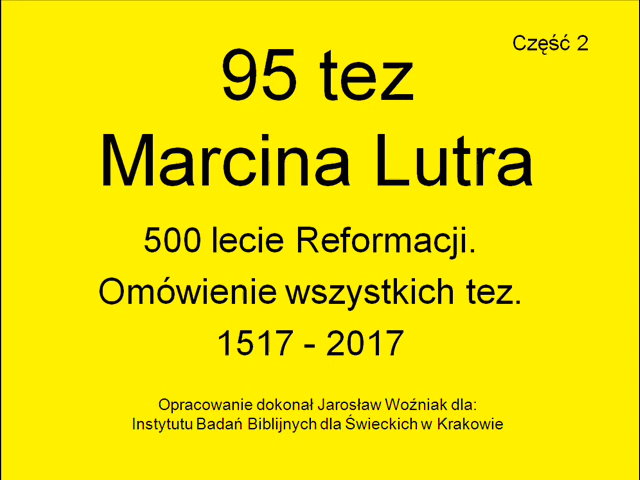 Część 2
95 tez
Marcina Lutra
500 lecie Reformacji.
Omówienie wszystkich tez.
1517 - 2017
Opracowanie dokonał Jarosław Woźniak dla:
Instytutu Badań Biblijnych dla Świeckich w Krakowie